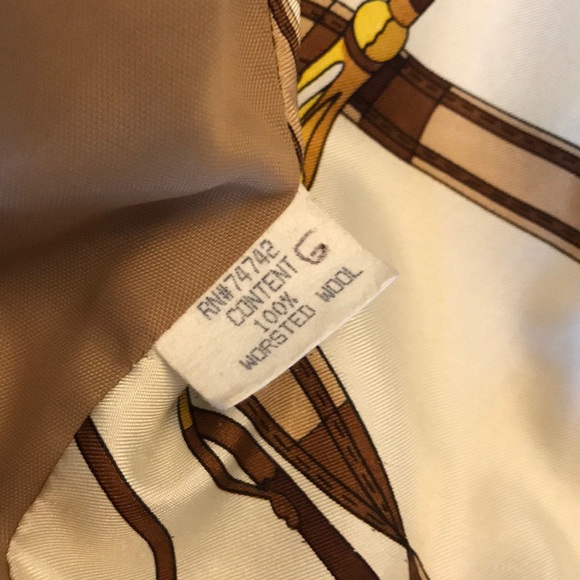 RN#74742
CONTENT G
100%
WORSTED WOOL